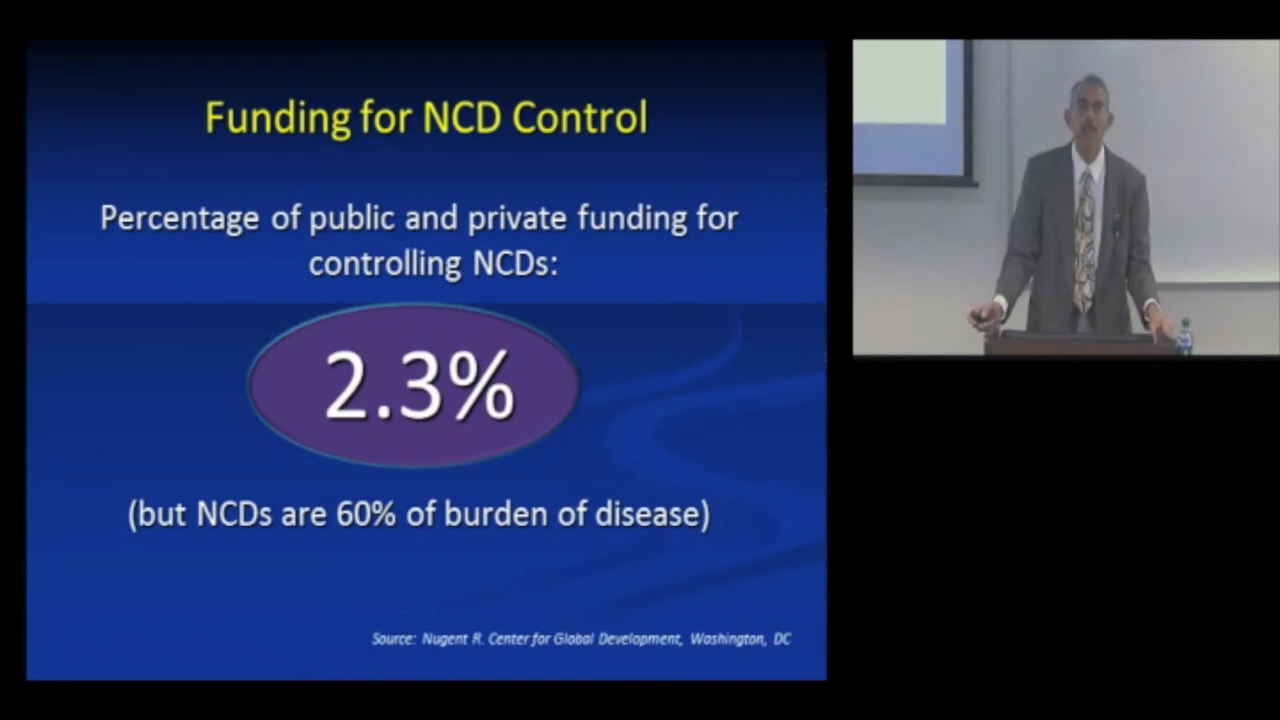 Funding for NCD Control
Percentage of public and private funding for
controlling NCDs:
2.3%
(but NCDs are 60% of burden of disease)
Source: Nugent R. Center for Global Development, Washington, DC